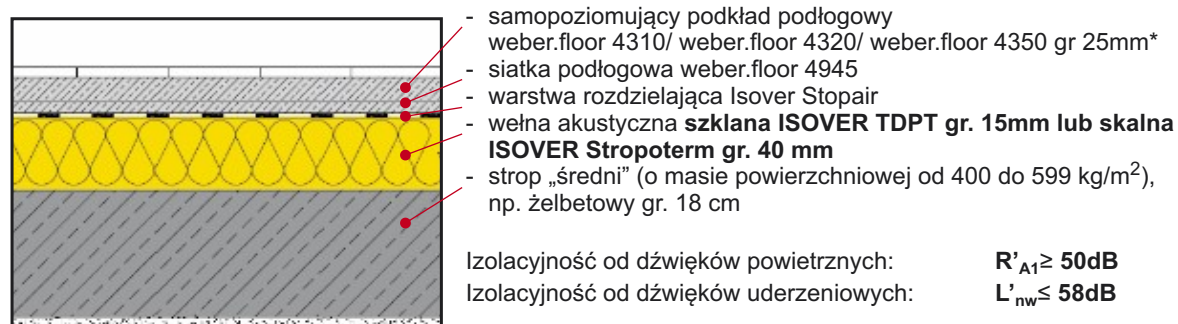 - samopoziomujący podkład podłogowy
weber.floor 4310/ weber.floor 4320/ weber.floor 4350 gr 25mm*
- siatka podłogowa weber.floor 4945
- warstwa rozdzielająca Isover Stopair
- wełna akustyczna szklana ISOVER TDPT gr. 15mm lub skalna
ISOVER Stropoterm gr. 40 mm
- strop „średni” (o masie powierzchniowej od 400 do 599 kg/m²),
np. żelbetowy gr. 18 cm
Izolacyjność od dźwięków powietrznych: R’A1≥ 50dB
Izolacyjność od dźwięków uderzeniowych: L’nw≤ 58dB